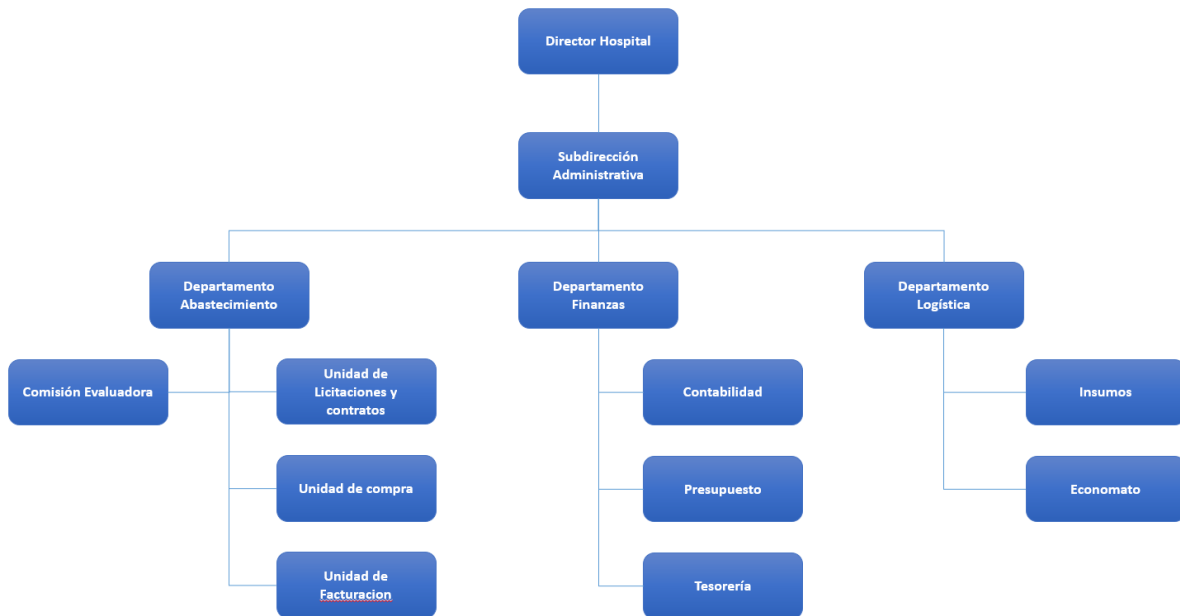 Director Hospital
Subdirección
Administrativa
Departamento
Abastecimiento
Departamento
Finanzas
Departamento
Logística
Comisión Evaluadora
Unidad de
Licitaciones y
contratos
Contabilidad
Insumos
Unidad de compra
Presupuesto
Economato
Unidad de
Facturacion
Tesorería